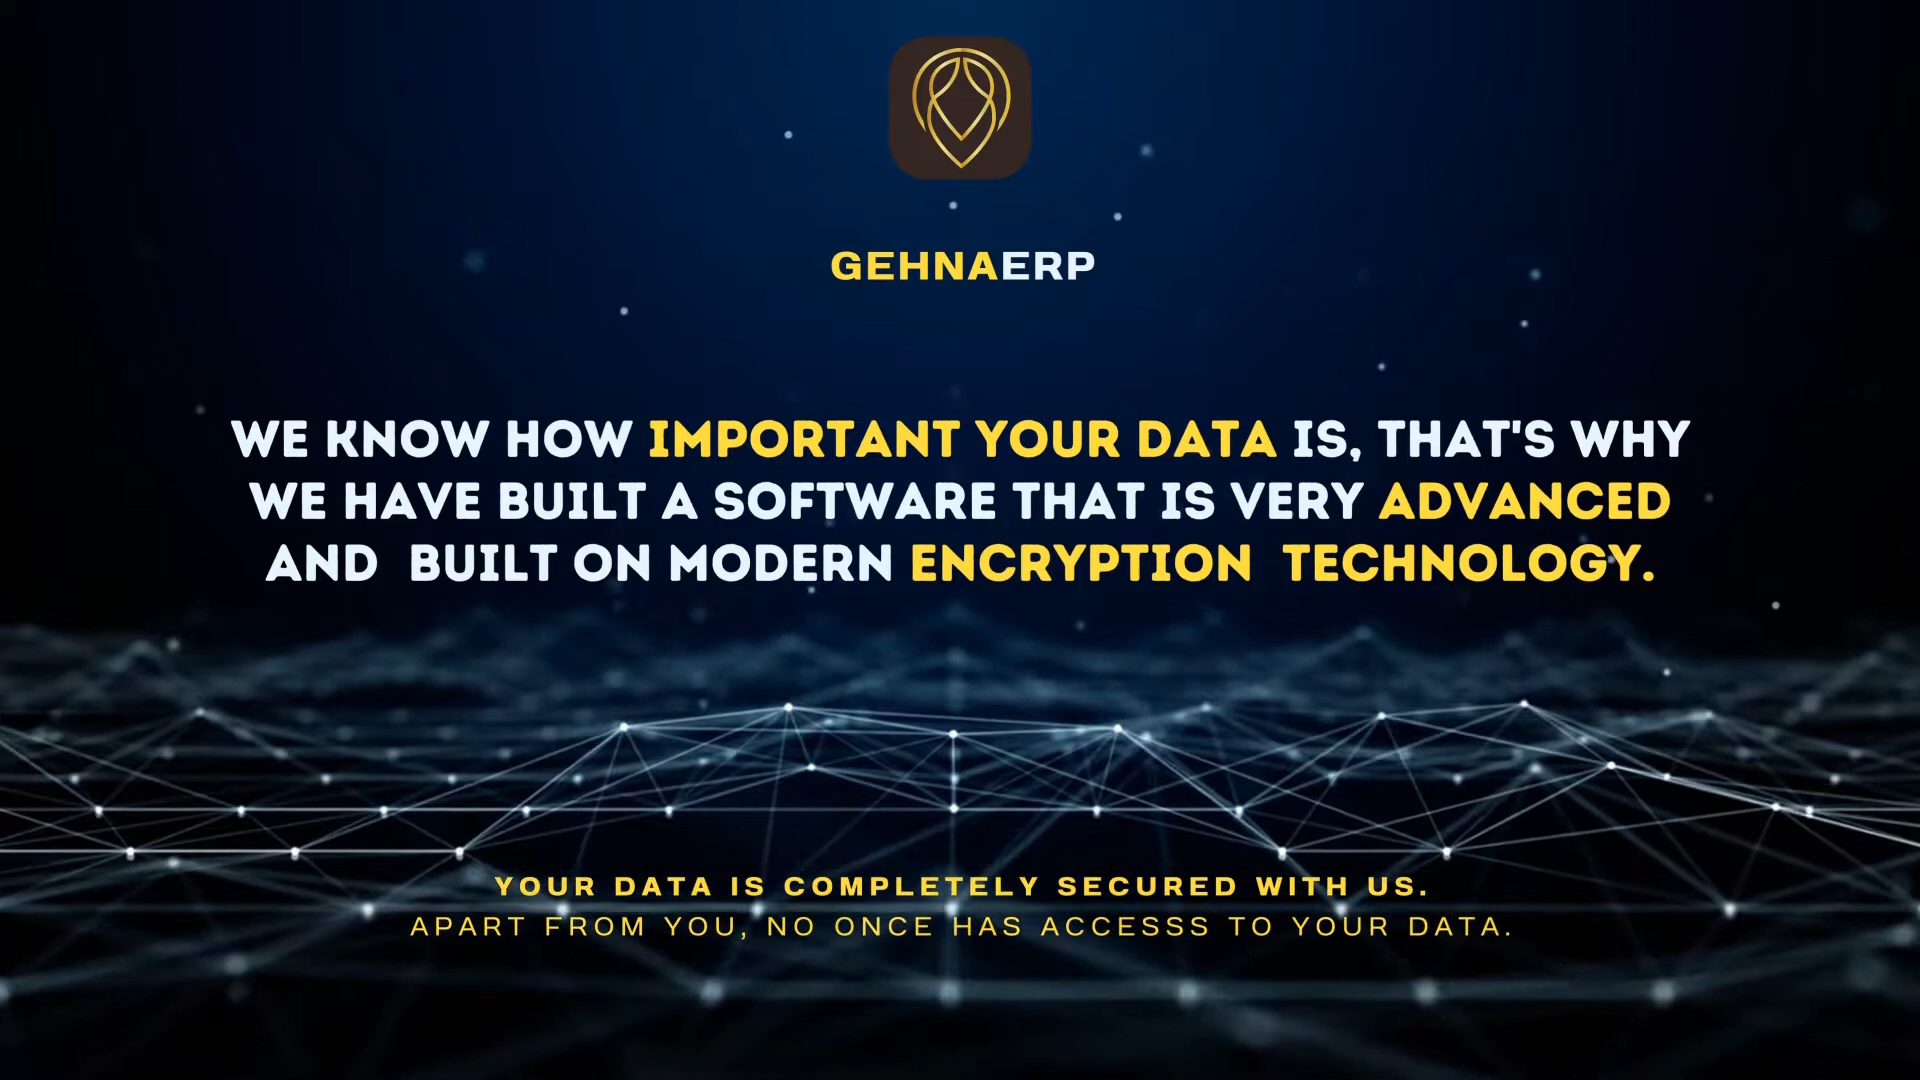 GEHNAERP
WE KNOW HOW IMPORTANT YOUR DATA IS, THAT'S WHY
WE HAVE BUILT A SOFTWARE THAT IS VERY ADVANCED
AND BUILT ON MODERN ENCRYPTION TECHNOLOGY.
YOUR DATA IS COMPLETELY SECURED WITH US.
APART FROM YOU, NO ONCE HAS ACCESSS TO YOUR DATA.